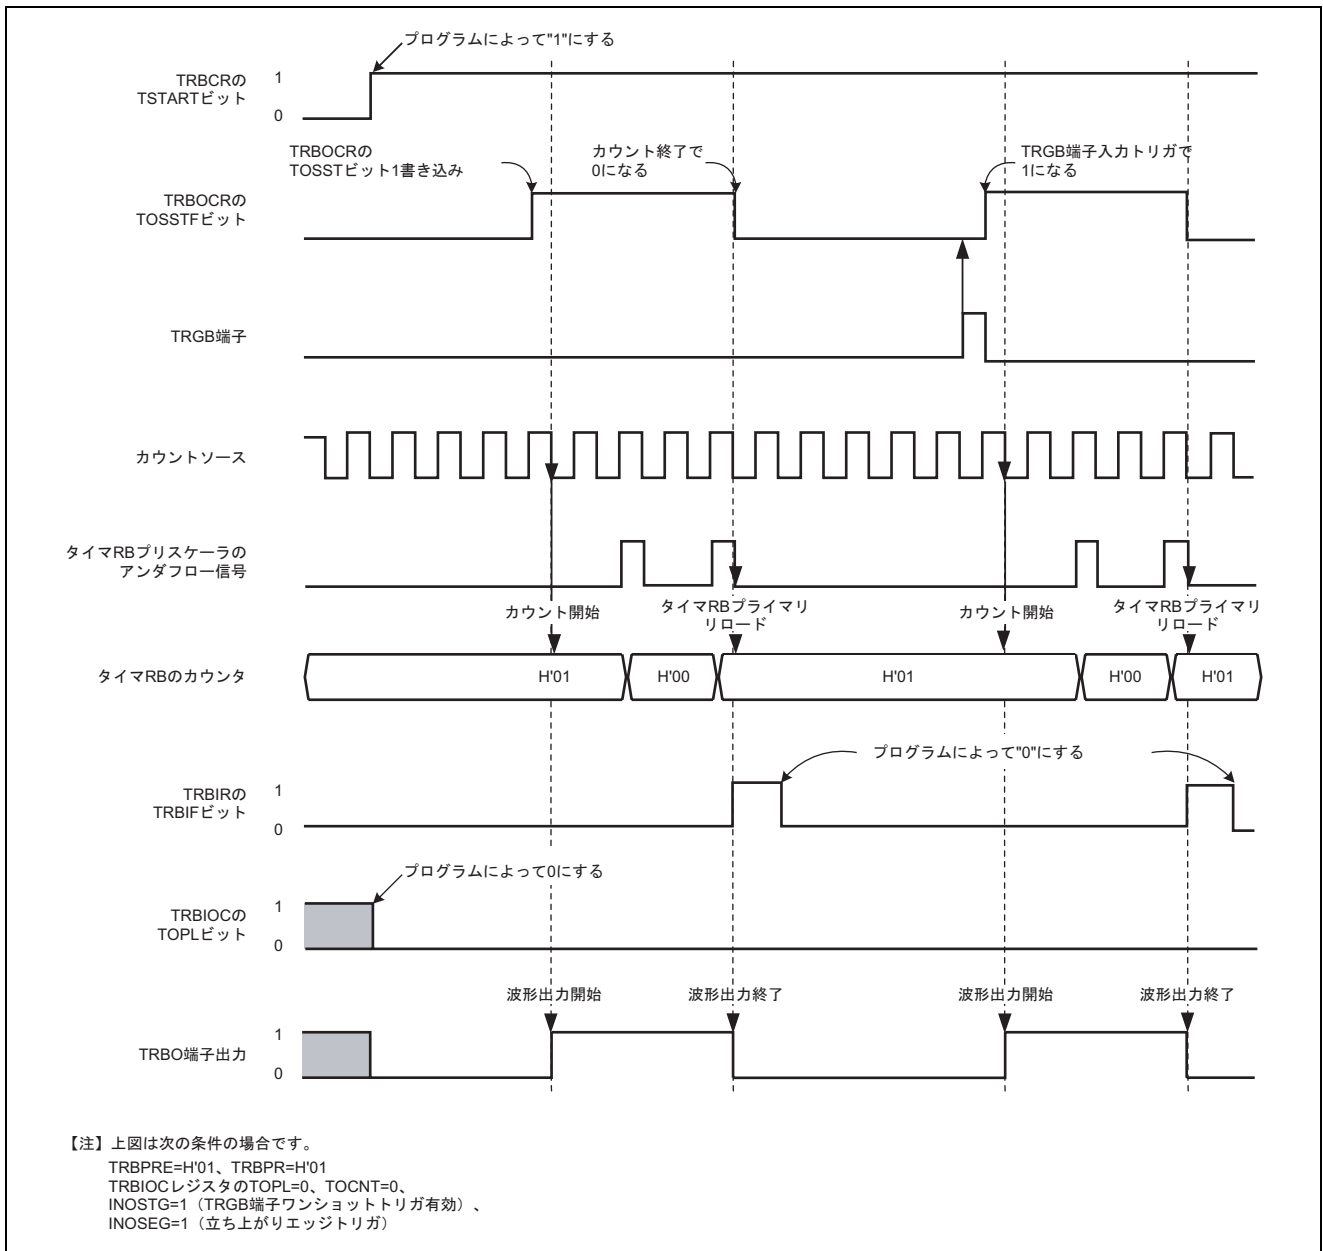 プログラムによって"1"にする
TRBCRの
TSTARTビット
1
0
TRBOCRの
TOSSTビット1書き込み
カウント終了で
0になる
TRGB端子入力トリガで
1になる
TRBOCRの
TOSSTFビット
TRGB端子
カウントソース
タイマRBプリスケーラの
アンダフロー信号
カウント開始
タイマRBプライマリ
リロード
カウント開始
タイマRBプライマリ
リロード
タイマRBのカウンタ
H'01
H'00
H'01
H'00
H'01
プログラムによって"0"にする
TRBIRの
TRBIFビット
1
0
プログラムによって0にする
TRBIOCの
TOPLビット
1
0
波形出力開始
波形出力終了
波形出力開始
波形出力終了
TRBO端子出力
1
0
【注】上図は次の条件の場合です。
TRBPRE=H'01、TRBPR=H'01
TRBIOCレジスタのTOPL=0、TOCNT=0、
INOSTG=1（TRGB端子ワンショットトリガ有効）、
INOSEG=1（立ち上がりエッジトリガ）